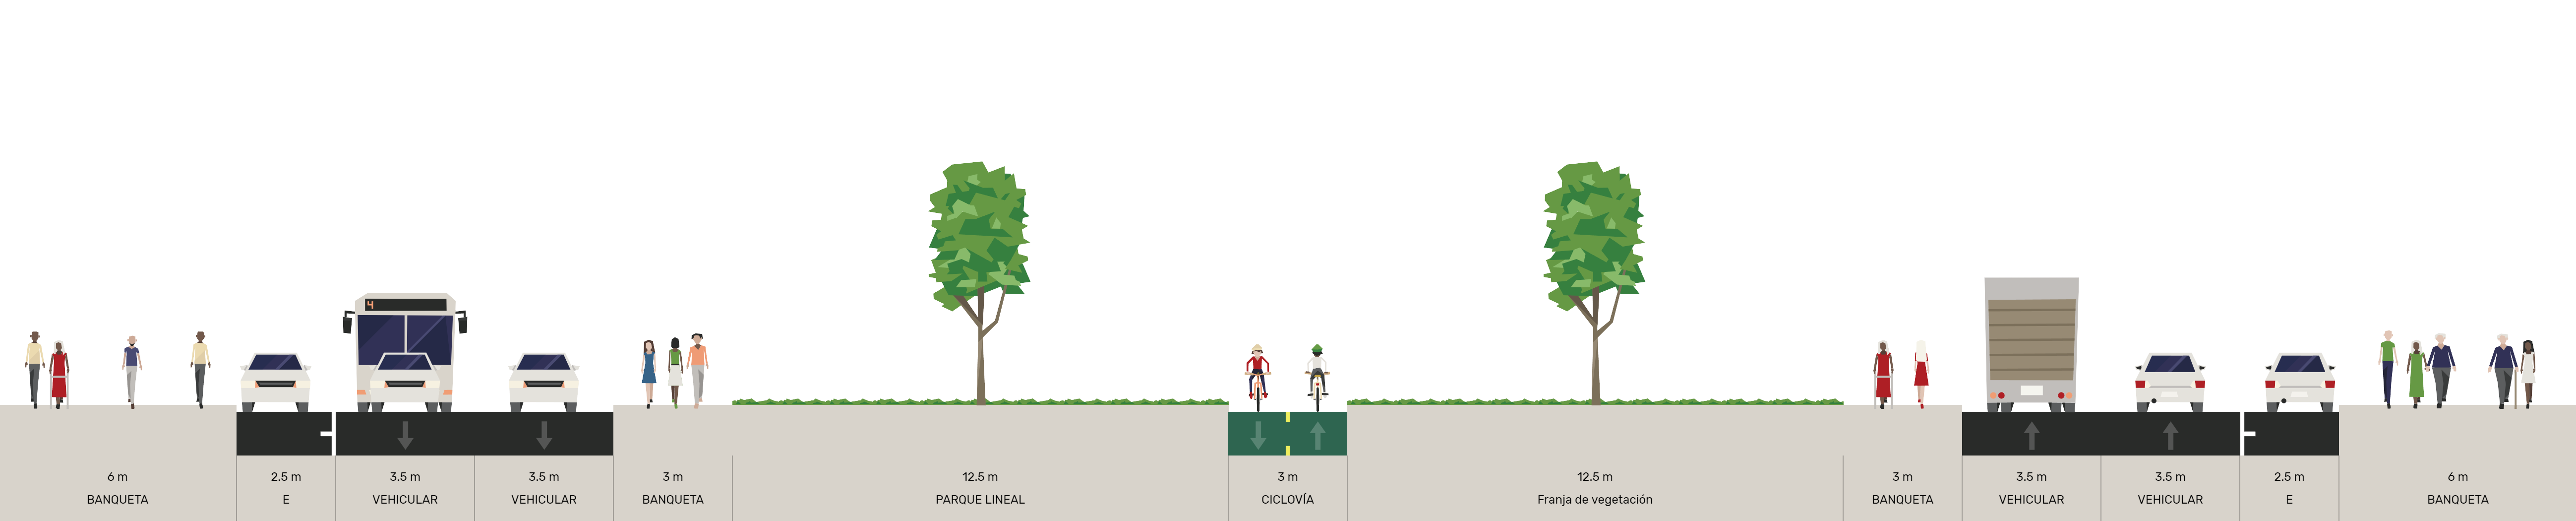 4
6 m
BANQUETA
2.5 m
E
3.5 m
VEHICULAR
3.5 m
VEHICULAR
3 m
BANQUETA
12.5 m
PARQUE LINEAL
3 m
CICLOVÍA
12.5 m
Franja de vegetación
3 m
BANQUETA
3.5 m
VEHICULAR
3.5 m
VEHICULAR
2.5 m
E
6 m
BANQUETA